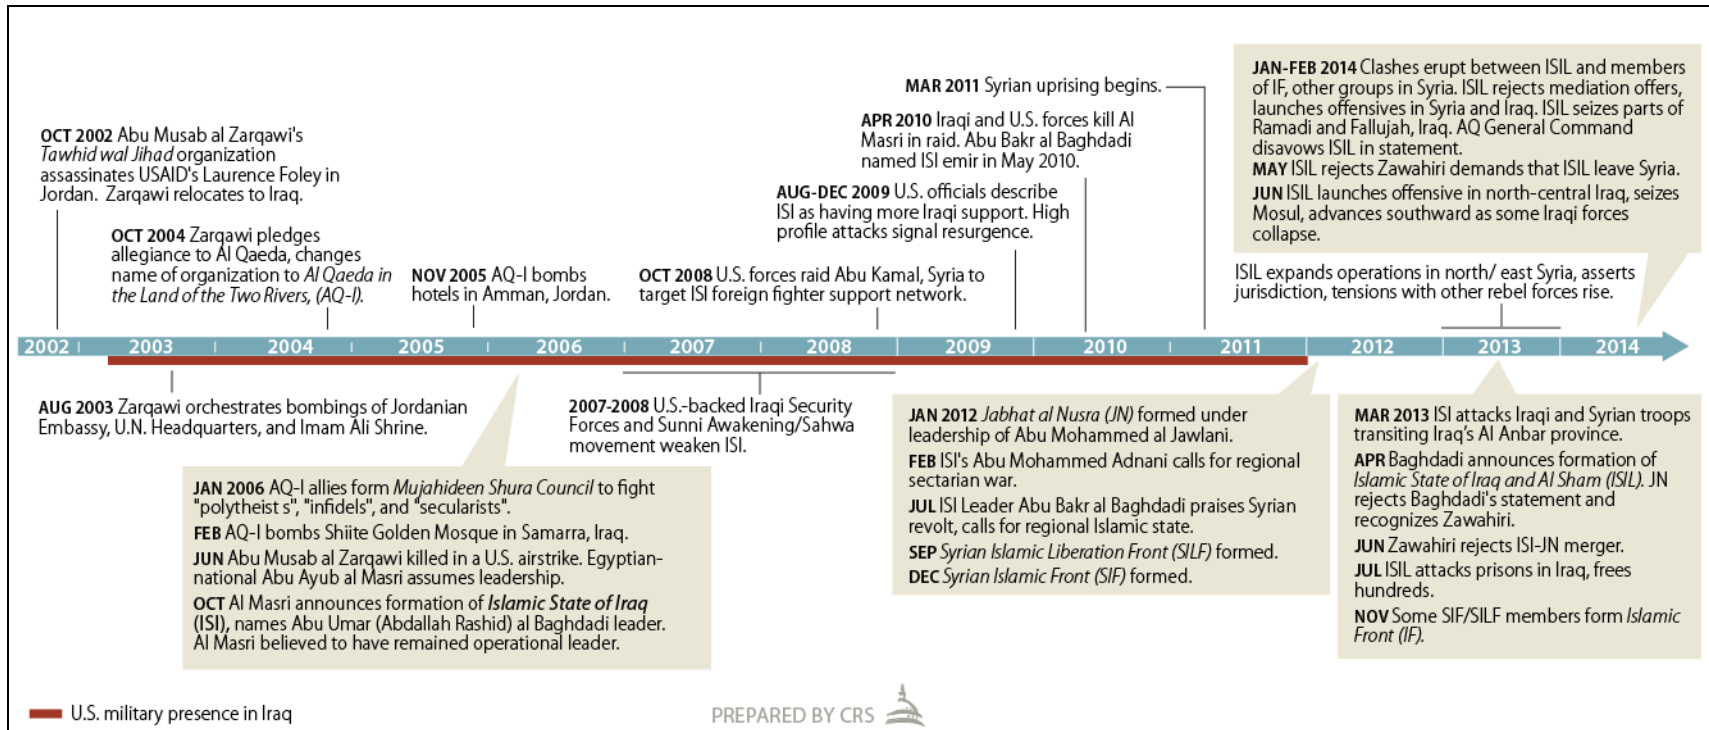 OCT 2002 Abu Musab al Zarqawi's
Tawhid wal Jihad organization
assassinates USAID's Laurence Foley in
Jordan. Zarqawi relocates to Iraq.
OCT 2004 Zarqawi pledges
allegiance to Al Qaeda, changes
name of organization to Al Qaeda in
the Land of the Two Rivers, (AQ-I).
NOV 2005 AQ-I bombs
hotels in Amman, Jordan.
OCT 2008 U.S. forces raid Abu Kamal, Syria to
target ISI foreign fighter support network.
AUG-DEC 2009 U.S. officials describe
ISI as having more Iraqi support. High
profile attacks signal resurgence.
APR 2010 Iraqi and U.S. forces kill Al
Masri in raid. Abu Bakr al Baghdadi
named ISI emir in May 2010.
MAR 2011 Syrian uprising begins.
JAN-FEB 2014 Clashes erupt between ISIL and members
of IF, other groups in Syria. ISIL rejects mediation offers,
launches offensives in Syria and Iraq. ISIL seizes parts of
Ramadi and Fallujah, Iraq. AQ General Command
disavows ISIL in statement.
MAY ISIL rejects Zawahiri demands that ISIL leave Syria.
JUN ISIL launches offensive in north-central Iraq, seizes
Mosul, advances southward as some Iraqi forces
collapse.
ISIL expands operations in north/ east Syria, asserts
jurisdiction, tensions with other rebel forces rise.
2002 2003 2004 2005 2006 2007 2008 2009 2010 2011 2012 2013 2014
AUG 2003 Zarqawi orchestrates bombings of Jordanian
Embassy, U.N. Headquarters, and Imam Ali Shrine.
JAN 2006 AQ-I allies form Mujahideen Shura Council to fight
"polytheist s", "infidels", and "secularists".
FEB AQ-I bombs Shiite Golden Mosque in Samarra, Iraq.
JUN Abu Musab al Zarqawi killed in a U.S. airstrike. Egyptian-
national Abu Ayub al Masri assumes leadership.
OCT Al Masri announces formation of Islamic State of Iraq
(ISI), names Abu Umar (Abdallah Rashid) al Baghdadi leader.
Al Masri believed to have remained operational leader.
2007-2008 U.S.-backed Iraqi Security
Forces and Sunni Awakening/Sahwa
movement weaken ISI.
JAN 2012 Jabhat al Nusra (JN) formed under
leadership of Abu Mohammed al Jawlani.
FEB ISI's Abu Mohammed Adnani calls for regional
sectarian war.
JUL ISI Leader Abu Bakr al Baghdadi praises Syrian
revolt, calls for regional Islamic state.
SEP Syrian Islamic Liberation Front (SILF) formed.
DEC Syrian Islamic Front (SIF) formed.
MAR 2013 ISI attacks Iraqi and Syrian troops
transiting Iraq's Al Anbar province.
APR Baghdadi announces formation of
Islamic State of Iraq and Al Sham (ISIL). JN
rejects Baghdadi's statement and
recognizes Zawahiri.
JUN Zawahiri rejects ISI-JN merger.
JUL ISIL attacks prisons in Iraq, frees
hundreds.
NOV Some SIF/SILF members form Islamic
Front (IF).
U.S. military presence in Iraq
PREPARED BY CRS